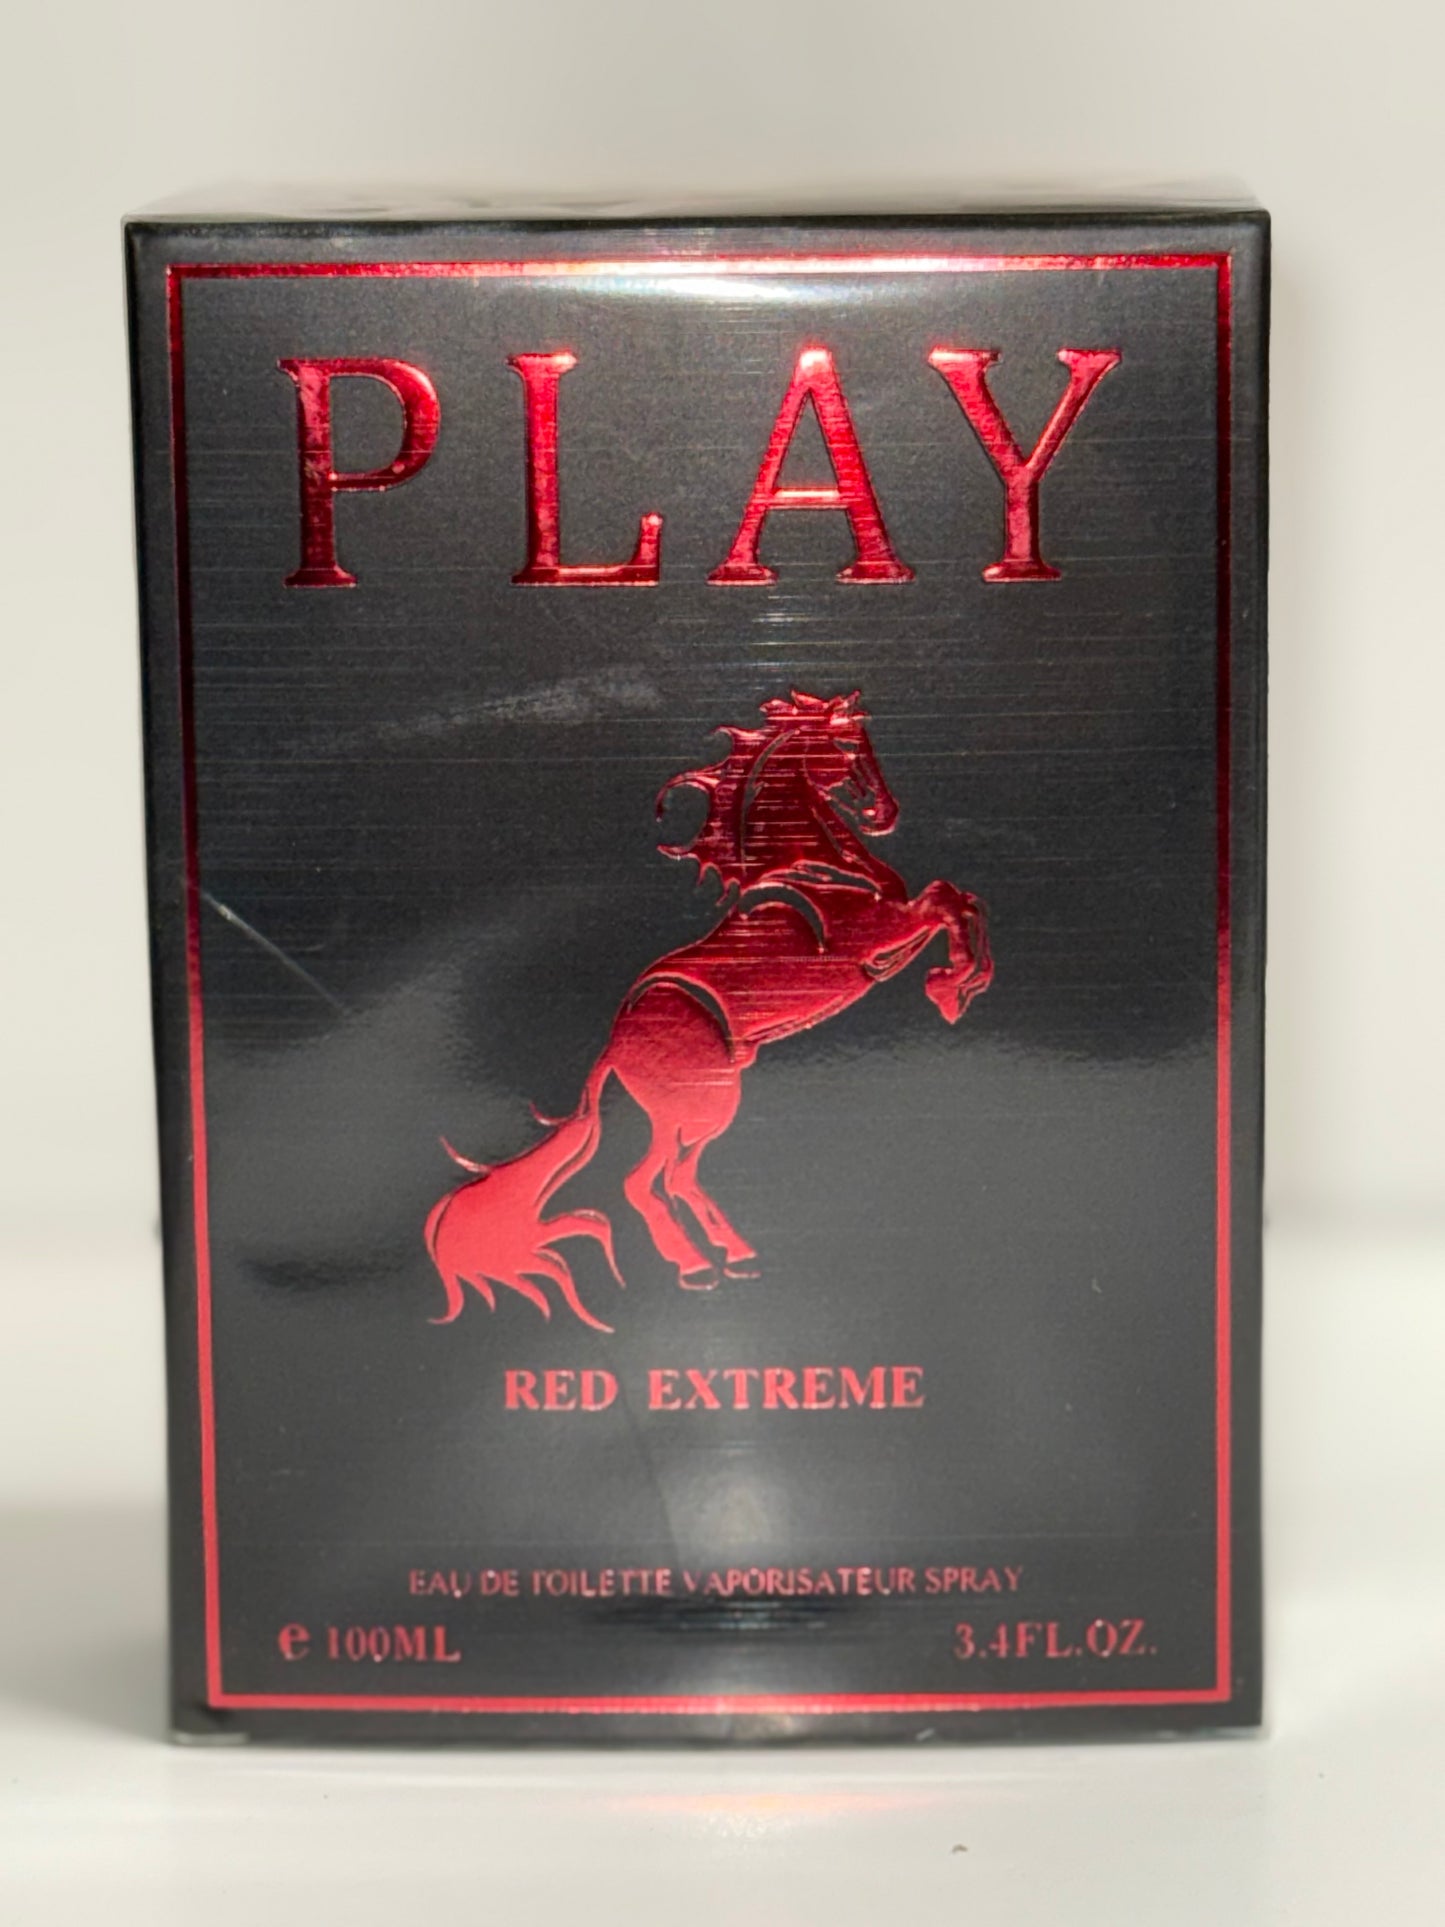 PLAY
RED EXTREME
EAU DE TOILETTE VAPORISATEUR SPRAY
e 100ML 3.4FL.OZ.